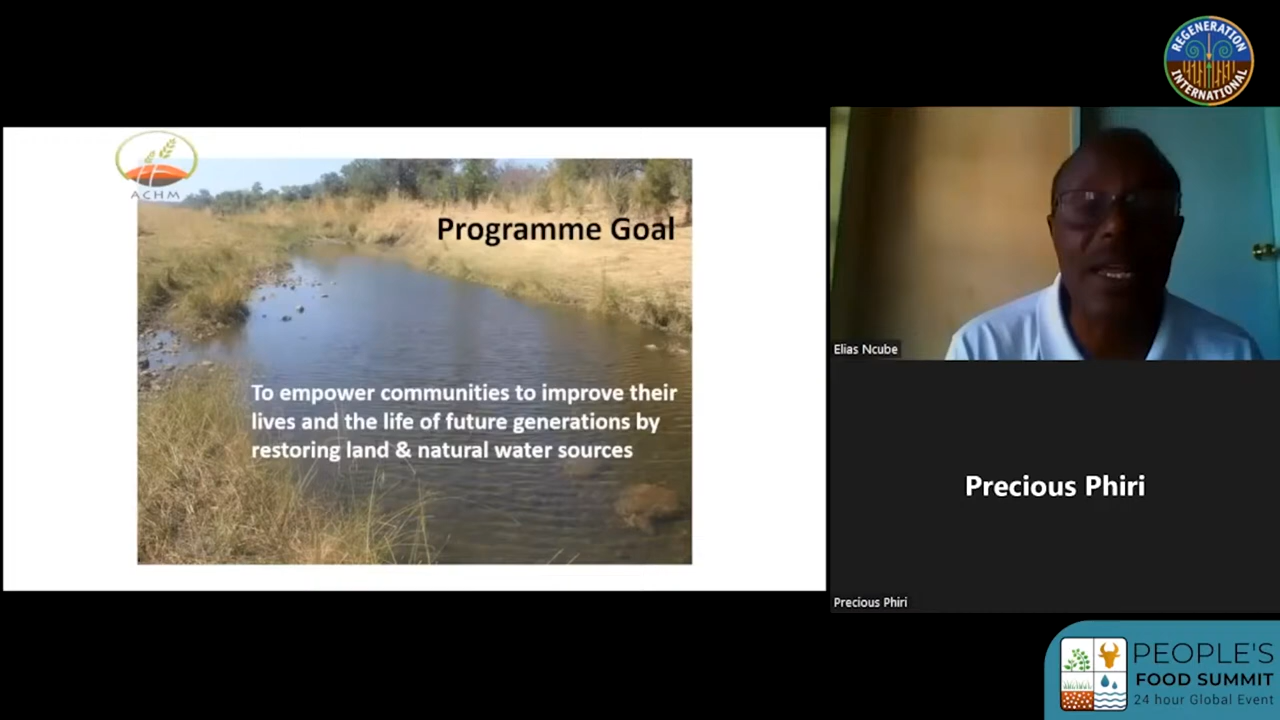 REGENERATION
INTERNATIONAL
ACHM
Programme Goal
To empower communities to improve their
lives and the life of future generations by
restoring land & natural water sources
Elias Ncube
Precious Phiri
Precious Phiri
PEOPLE'S
FOOD SUMMIT
24 hour Global Event